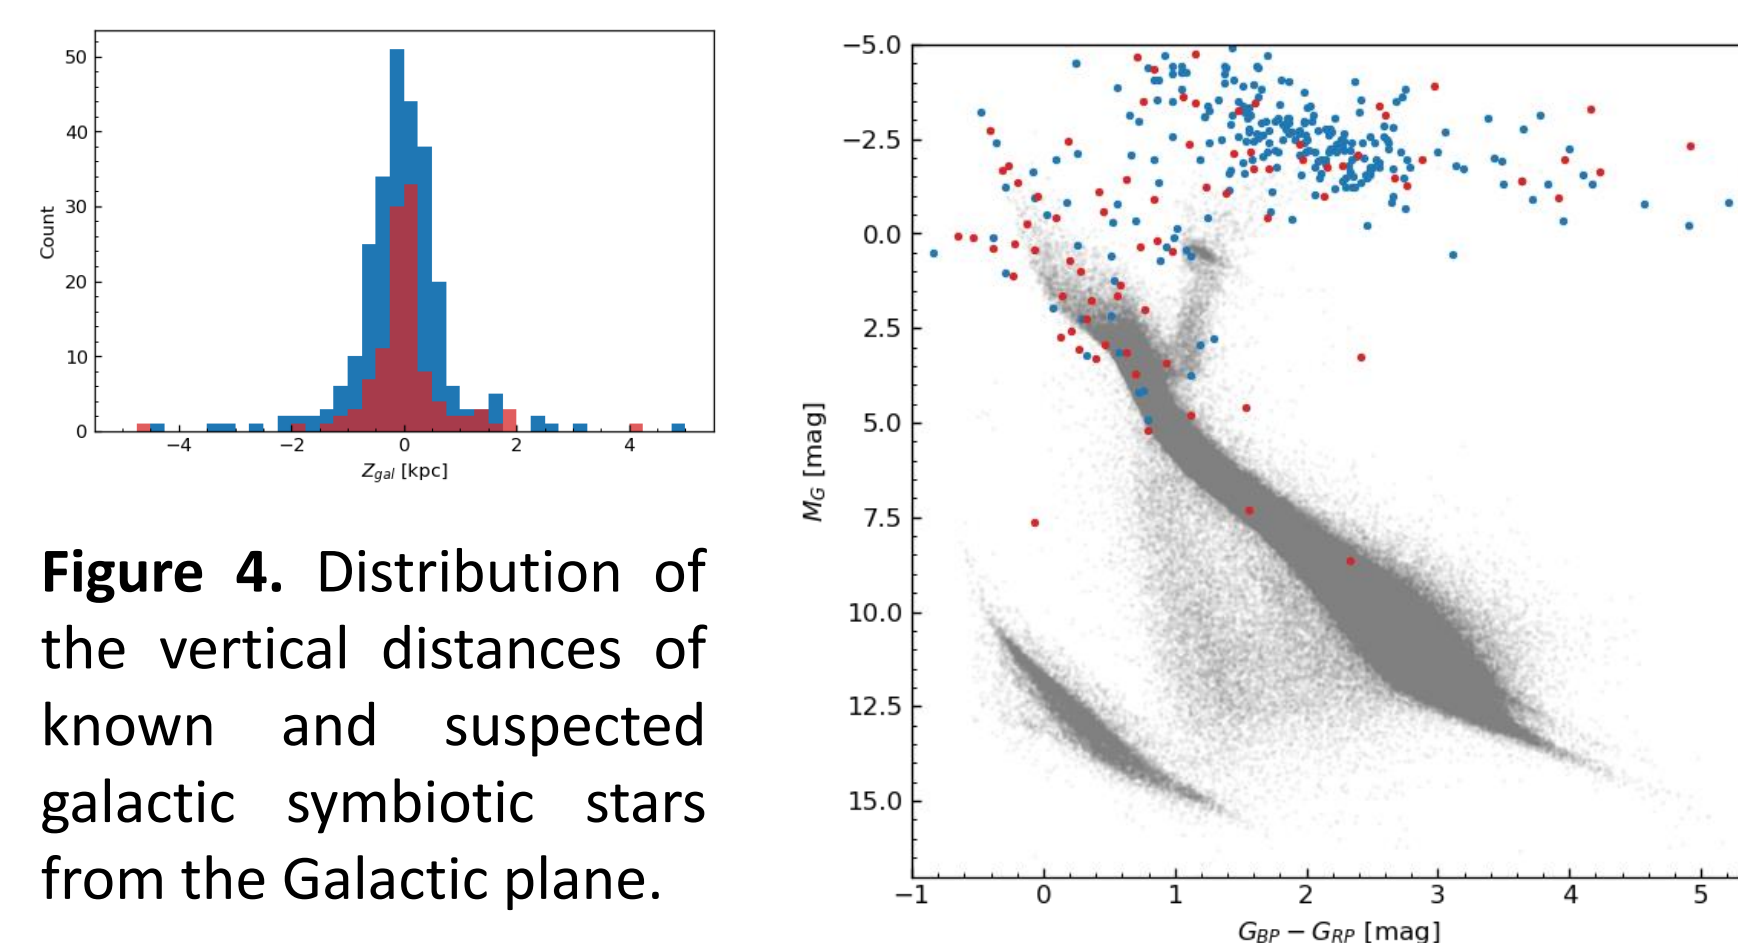 50
40
30
20
10
0
Count
−4 −2 0 2 4
Z_gal [kpc]
Figure 4. Distribution of
the vertical distances of
known and suspected
galactic symbiotic stars
from the Galactic plane.
−5.0
−2.5
0.0
2.5
5.0
7.5
10.0
12.5
15.0
M_G [mag]
−1 0 1 2 3 4 5
G_BP − G_RP [mag]